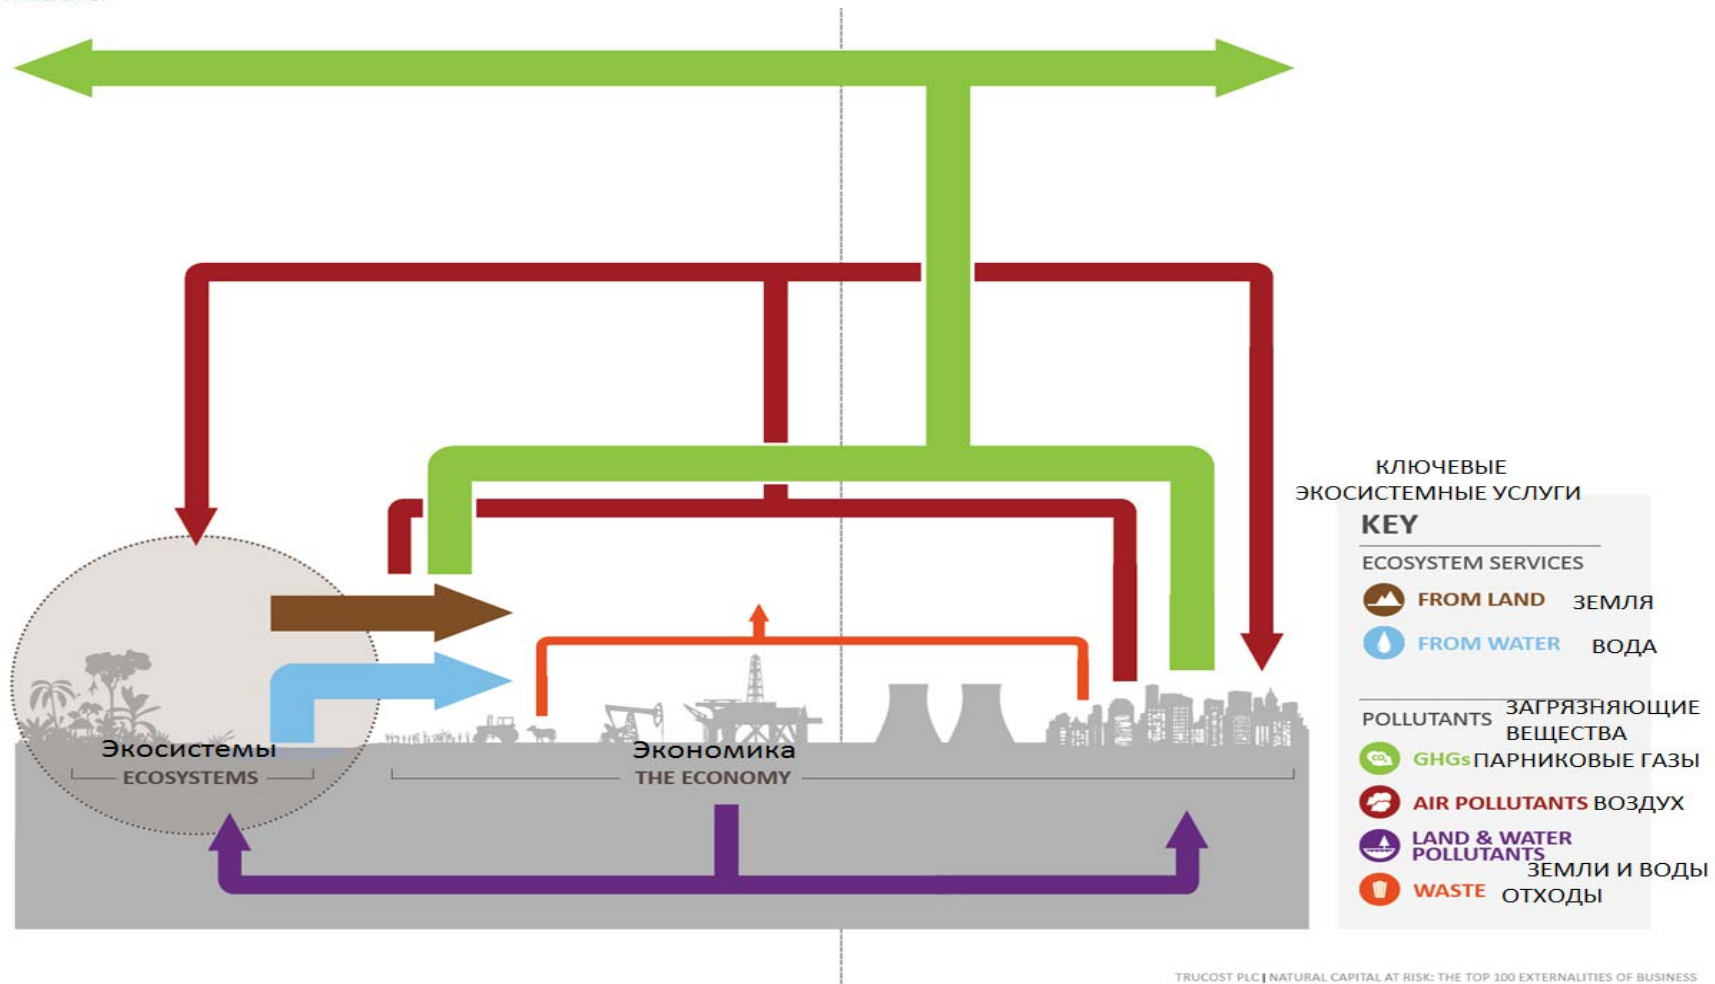 Экосистемы
ECOSYSTEMS
Экономика
THE ECONOMY
КЛЮЧЕВЫЕ
ЭКОСИСТЕМНЫЕ УСЛУГИ
KEY
ECOSYSTEM SERVICES
FROM LAND ЗЕМЛЯ
FROM WATER ВОДА
POLLUTANTS ЗАГРЯЗНЯЮЩИЕ
ВЕЩЕСТВА
CO₂ GHGs ПАРНИКОВЫЕ ГАЗЫ
AIR POLLUTANTS ВОЗДУХ
LAND & WATER
POLLUTANTS
ЗЕМЛИ И ВОДЫ
WASTE ОТХОДЫ
TRUCOST PLC | NATURAL CAPITAL AT RISK: THE TOP 100 EXTERNALITIES OF BUSINESS